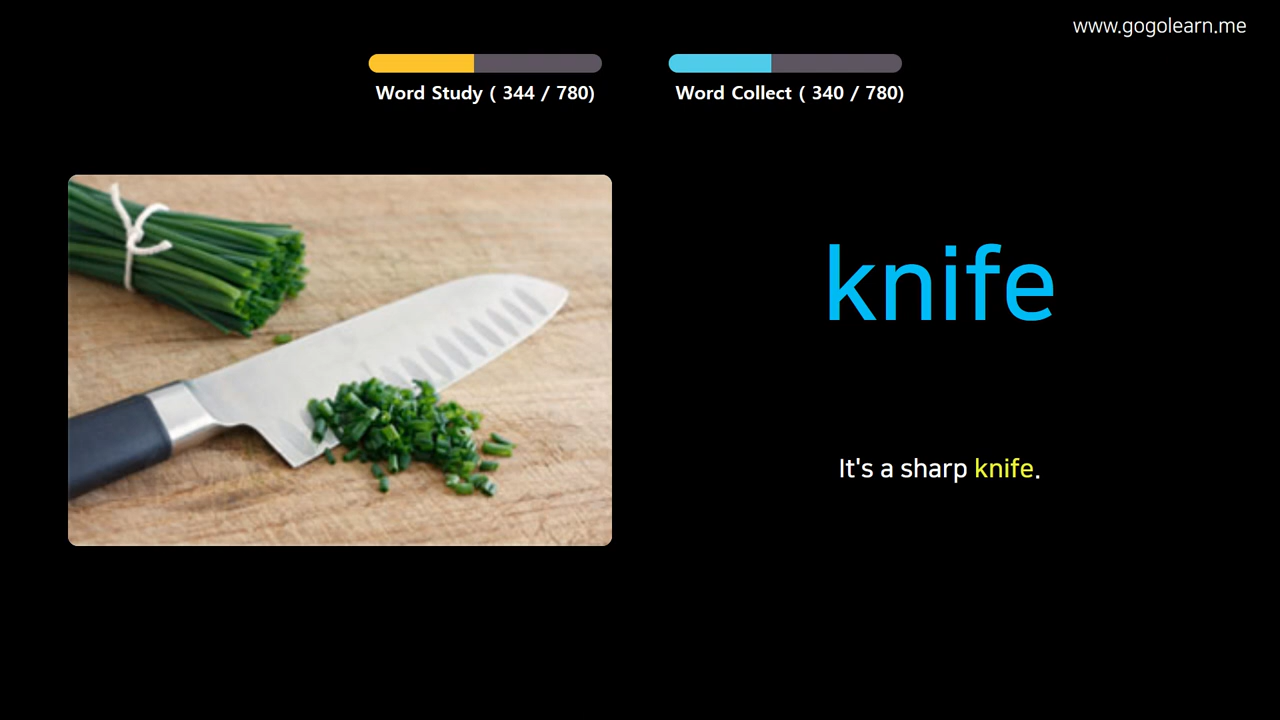 www.gogolearn.me
Word Study ( 344 / 780)
Word Collect ( 340 / 780)
knife
It's a sharp knife.